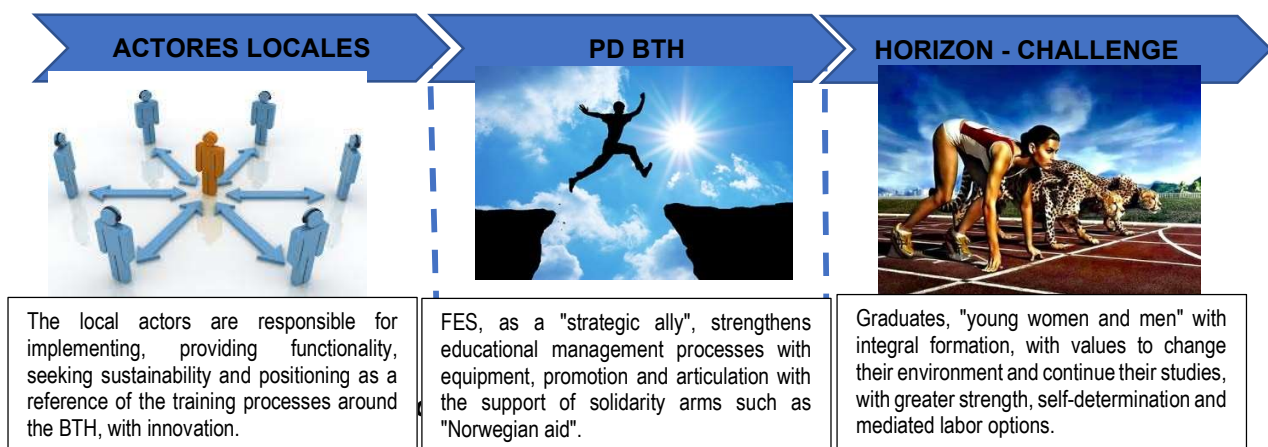 ACTORES LOCALES
PD BTH
HORIZON - CHALLENGE
The local actors are responsible for
implementing, providing functionality,
seeking sustainability and positioning as a
reference of the training processes around
the BTH, with innovation.
FES, as a "strategic ally", strengthens
educational management processes with
equipment, promotion and articulation with
the support of solidarity arms such as
"Norwegian aid".
Graduates, "young women and men" with
integral formation, with values to change
their environment and continue their studies,
with greater strength, self-determination and
mediated labor options.